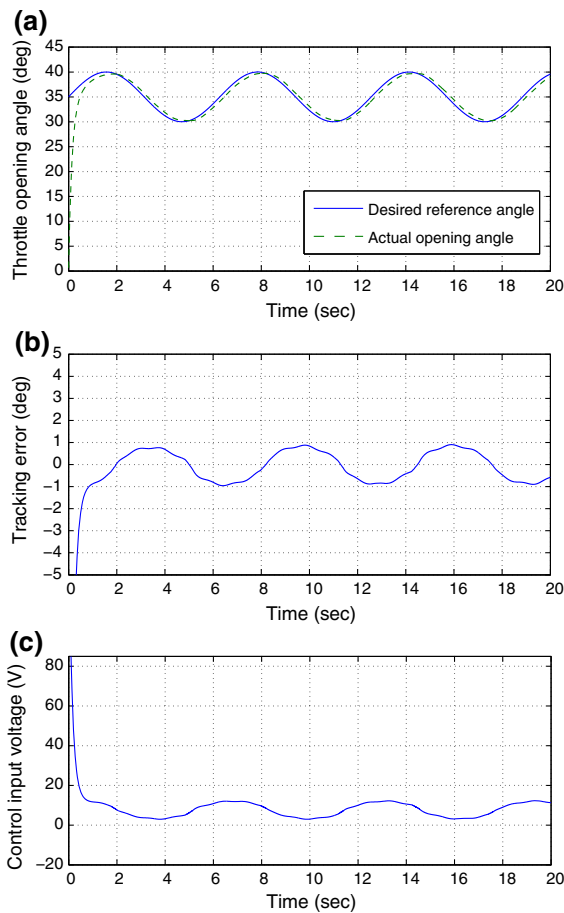 (a)
Throttle opening angle (deg)
45
40
35
30
25
20
15
10
5
0
Desired reference angle
Actual opening angle
0 2 4 6 8 10 12 14 16 18 20
Time (sec)
(b)
Tracking error (deg)
5
4
3
2
1
0
−1
−2
−3
−4
−5
0 2 4 6 8 10 12 14 16 18 20
Time (sec)
(c)
Control input voltage (V)
80
60
40
20
0
−20
0 2 4 6 8 10 12 14 16 18 20
Time (sec)